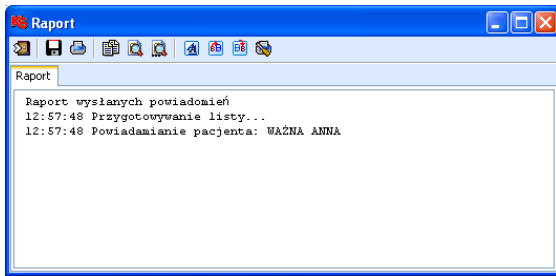 Raport
Raport
Raport wysłanych powiadomień
12:57:48 Przygotowywanie listy...
12:57:48 Powiadamianie pacjenta: WAŻNA ANNA